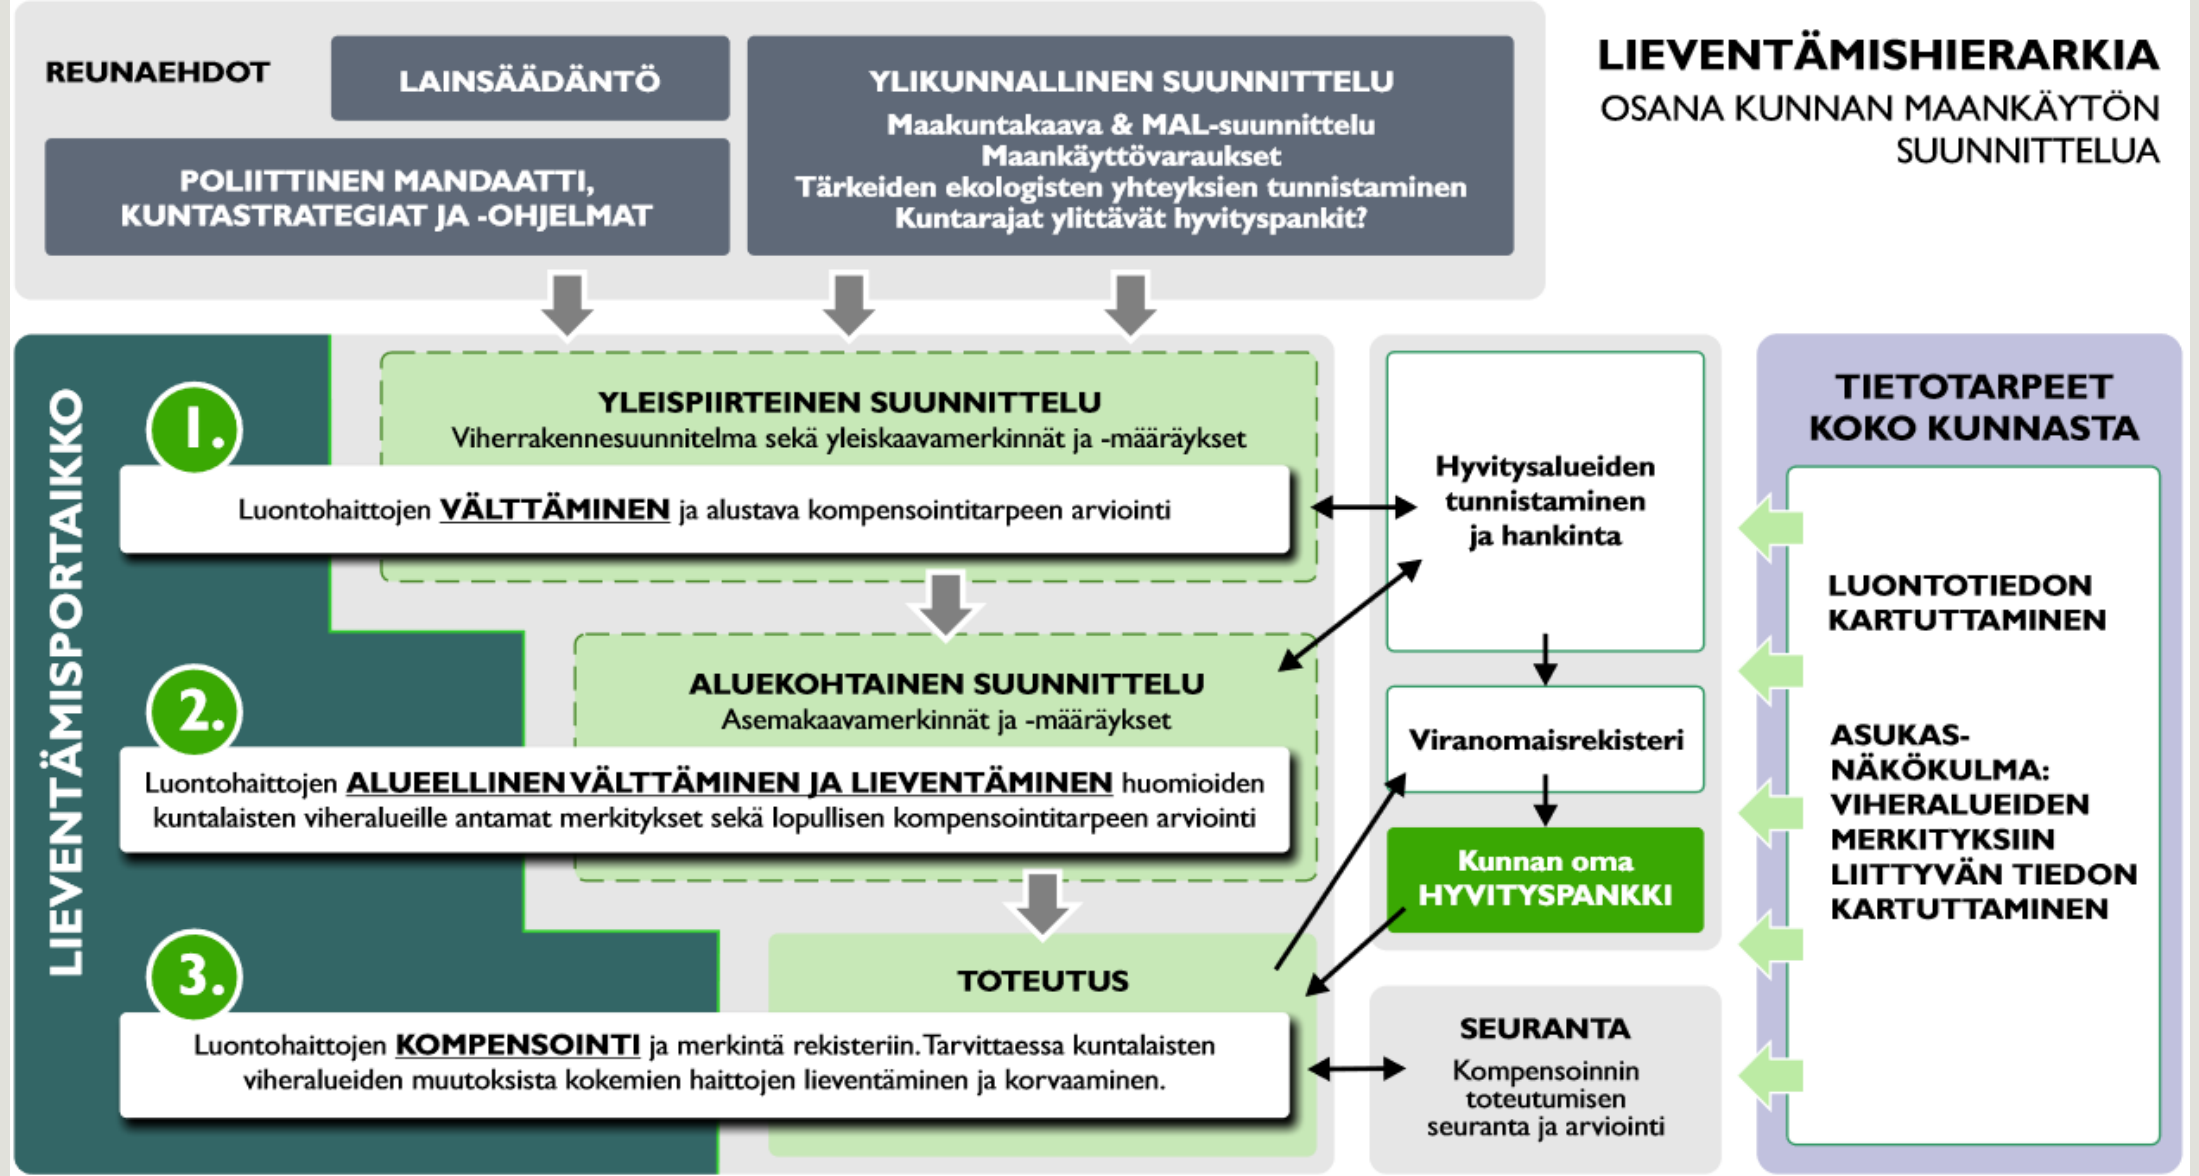 LIEVENTÄMISHIERARKIA
OSANA KUNNAN MAANKÄYTÖN
SUUNNITTELUA
REUNAEHDOT
LAINSÄÄDÄNTÖ
POLIITTINEN MANDAATTI,
KUNTASTRATEGIAT JA -OHJELMAT
YLIKUNNALLINEN SUUNNITTELU
Maakuntakaava & MAL-suunnittelu
Maankäyttövaraukset
Tärkeiden ekologisten yhteyksien tunnistaminen
Kuntarajat ylittävät hyvityspankit?
LIEVENTÄMISPORTAIKKO
1.
YLEISPIIRTEINEN SUUNNITTELU
Viherrakennesuunnitelma sekä yleiskaavamerkinnät ja -määräykset
Luontohaittojen VÄLTTÄMINEN ja alustava kompensointitarpeen arviointi
2.
ALUEKOHTAINEN SUUNNITTELU
Asemakaavamerkinnät ja -määräykset
Luontohaittojen ALUEELLINEN VÄLTTÄMINEN JA LIEVENTÄMINEN huomioiden
kuntalaisten viheralueille antamat merkitykset sekä lopullisen kompensointitarpeen arviointi
3.
TOTEUTUS
Luontohaittojen KOMPENSOINTI ja merkintä rekisteriin. Tarvittaessa kuntalaisten
viheralueiden muutoksista kokemien haittojen lieventäminen ja korvaaminen.
Hyvitysalueiden
tunnistaminen
ja hankinta
Viranomaisrekisteri
Kunnan oma
HYVITYSPANKKI
SEURANTA
Kompensoinnin
toteutumisen
seuranta ja arviointi
TIETOTARPEET
KOKO KUNNASTA
LUONTOTIEDON
KARTUTTAMINEN
ASUKAS-
NÄKÖKULMA:
VIHERALUEIDEN
MERKITYKSIIN
LIITTYVÄN TIEDON
KARTUTTAMINEN